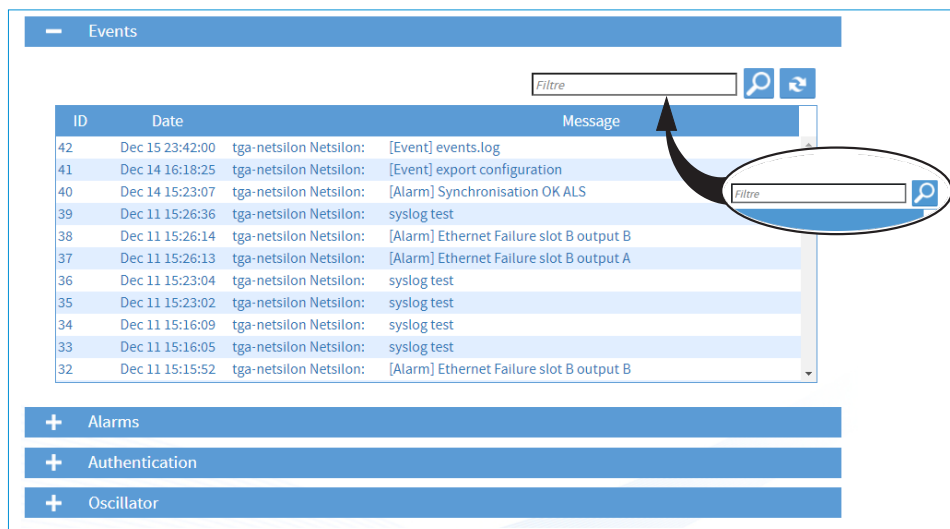 Events
Filtre
ID Date Message
42 Dec 15 23:42:00 tga-netsilon Netsilon: [Event] events.log
41 Dec 14 16:18:25 tga-netsilon Netsilon: [Event] export configuration
40 Dec 14 15:23:07 tga-netsilon Netsilon: [Alarm] Synchronisation OK ALS
Filtre
39 Dec 11 15:26:36 tga-netsilon Netsilon: syslog test
38 Dec 11 15:26:14 tga-netsilon Netsilon: [Alarm] Ethernet Failure slot B output B
37 Dec 11 15:26:13 tga-netsilon Netsilon: [Alarm] Ethernet Failure slot B output A
36 Dec 11 15:23:04 tga-netsilon Netsilon: syslog test
35 Dec 11 15:23:02 tga-netsilon Netsilon: syslog test
34 Dec 11 15:16:09 tga-netsilon Netsilon: syslog test
33 Dec 11 15:16:05 tga-netsilon Netsilon: syslog test
32 Dec 11 15:15:52 tga-netsilon Netsilon: [Alarm] Ethernet Failure slot B output B
Alarms
Authentication
Oscillator